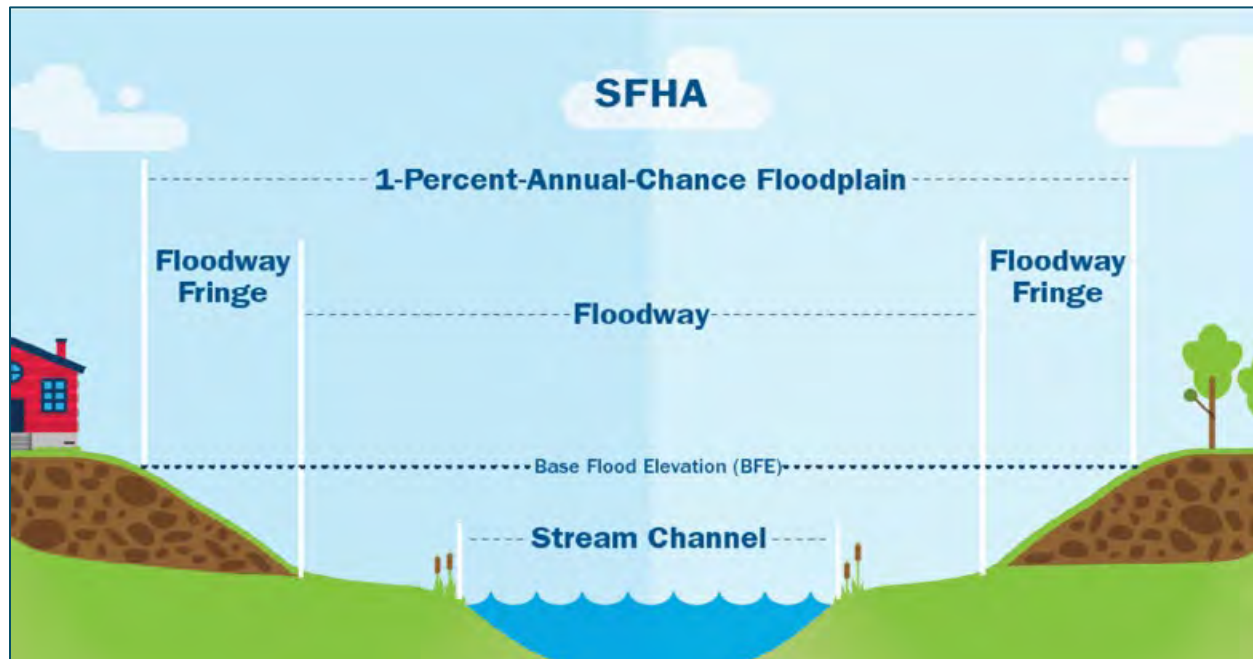 SFHA
1-Percent-Annual-Chance Floodplain
Floodway
Fringe
Floodway
Fringe
Floodway
Base Flood Elevation (BFE)
Stream Channel